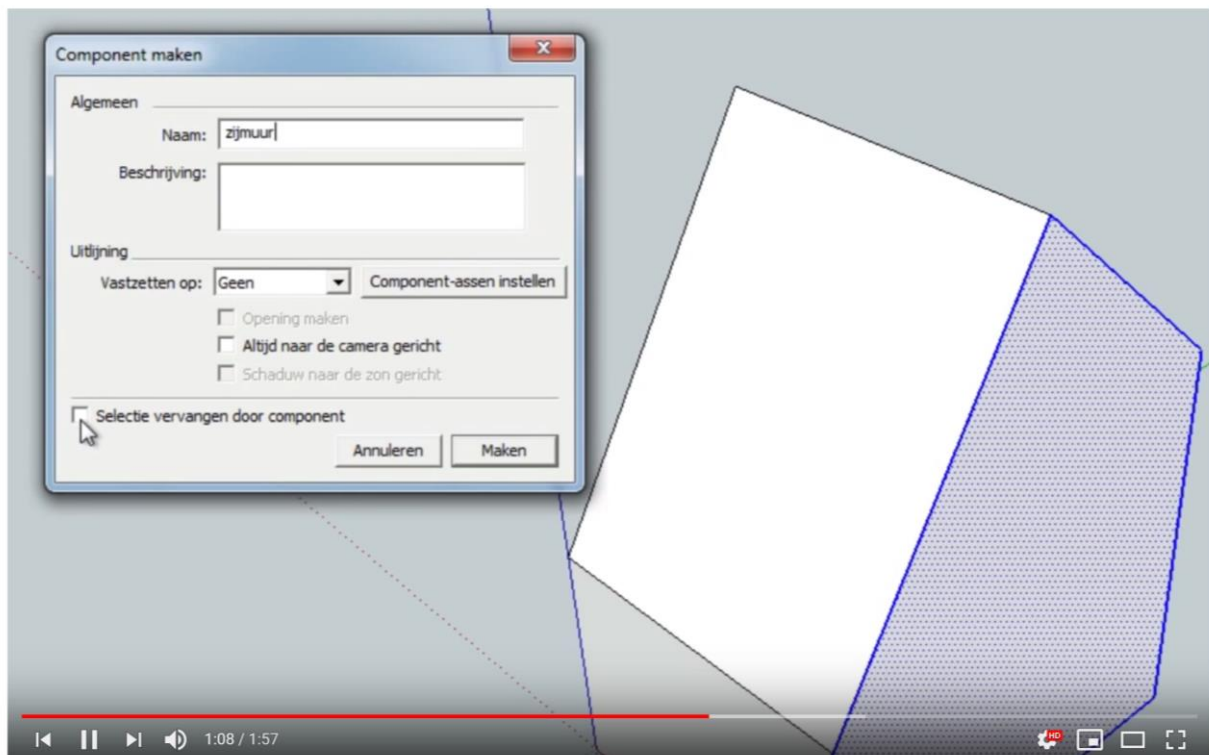 Component maken
Algemeen
Naam: zijmuur
Beschrijving:
Uitlijning
Vastzetten op: Geen Component-assen instellen
Opening maken
Altijd naar de camera gericht
Schaduw naar de zon gericht
Selectie vervangen door component
Annuleren Maken
1:08 / 1:57 HD